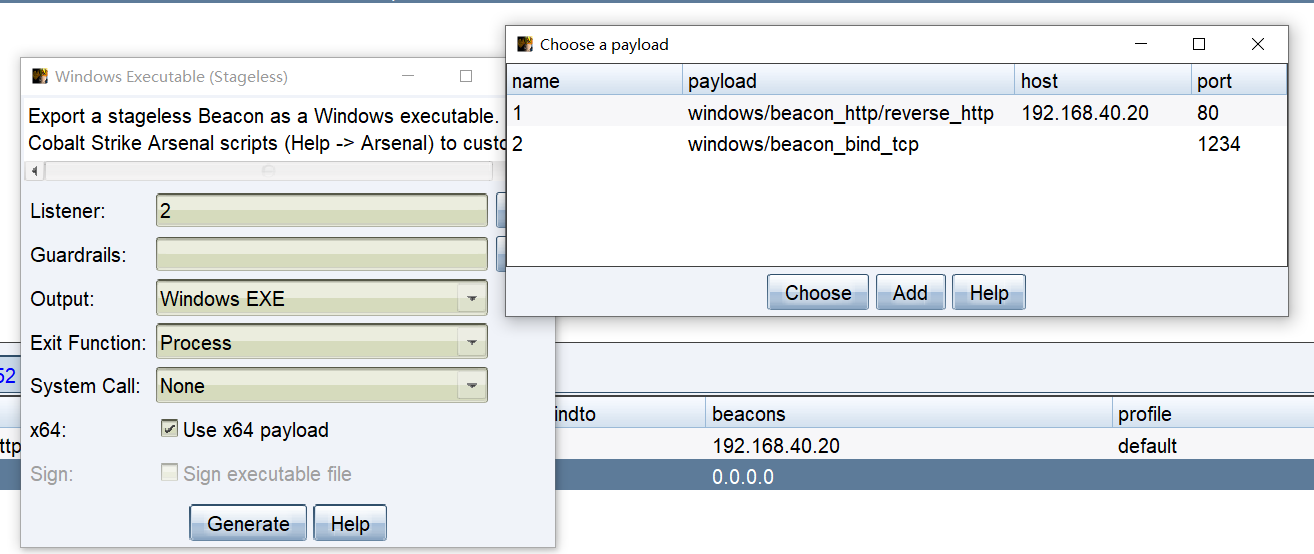 Choose a payload
name payload host port
1 windows/beacon_http/reverse_http 192.168.40.20 80
2 windows/beacon_bind_tcp 1234
Choose Add Help
Windows Executable (Stageless)
Export a stageless Beacon as a Windows executable.
Cobalt Strike Arsenal scripts (Help -> Arsenal) to custo
Listener: 2
Guardrails:
Output: Windows EXE
Exit Function: Process
System Call: None
x64: Use x64 payload
Sign: Sign executable file
Generate Help
52
indto beacons profile
ttp 192.168.40.20 default
0.0.0.0